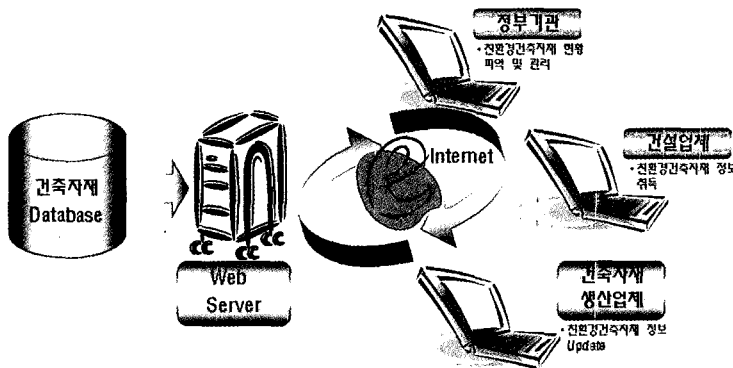 정부기관
• 친환경건축자재 현황
파악 및 관리
Internet
건설업체
• 친환경건축자재 정보
취득
건축자재
Database
Web
Server
건축자재
생산업체
• 친환경건축자재 정보
Update